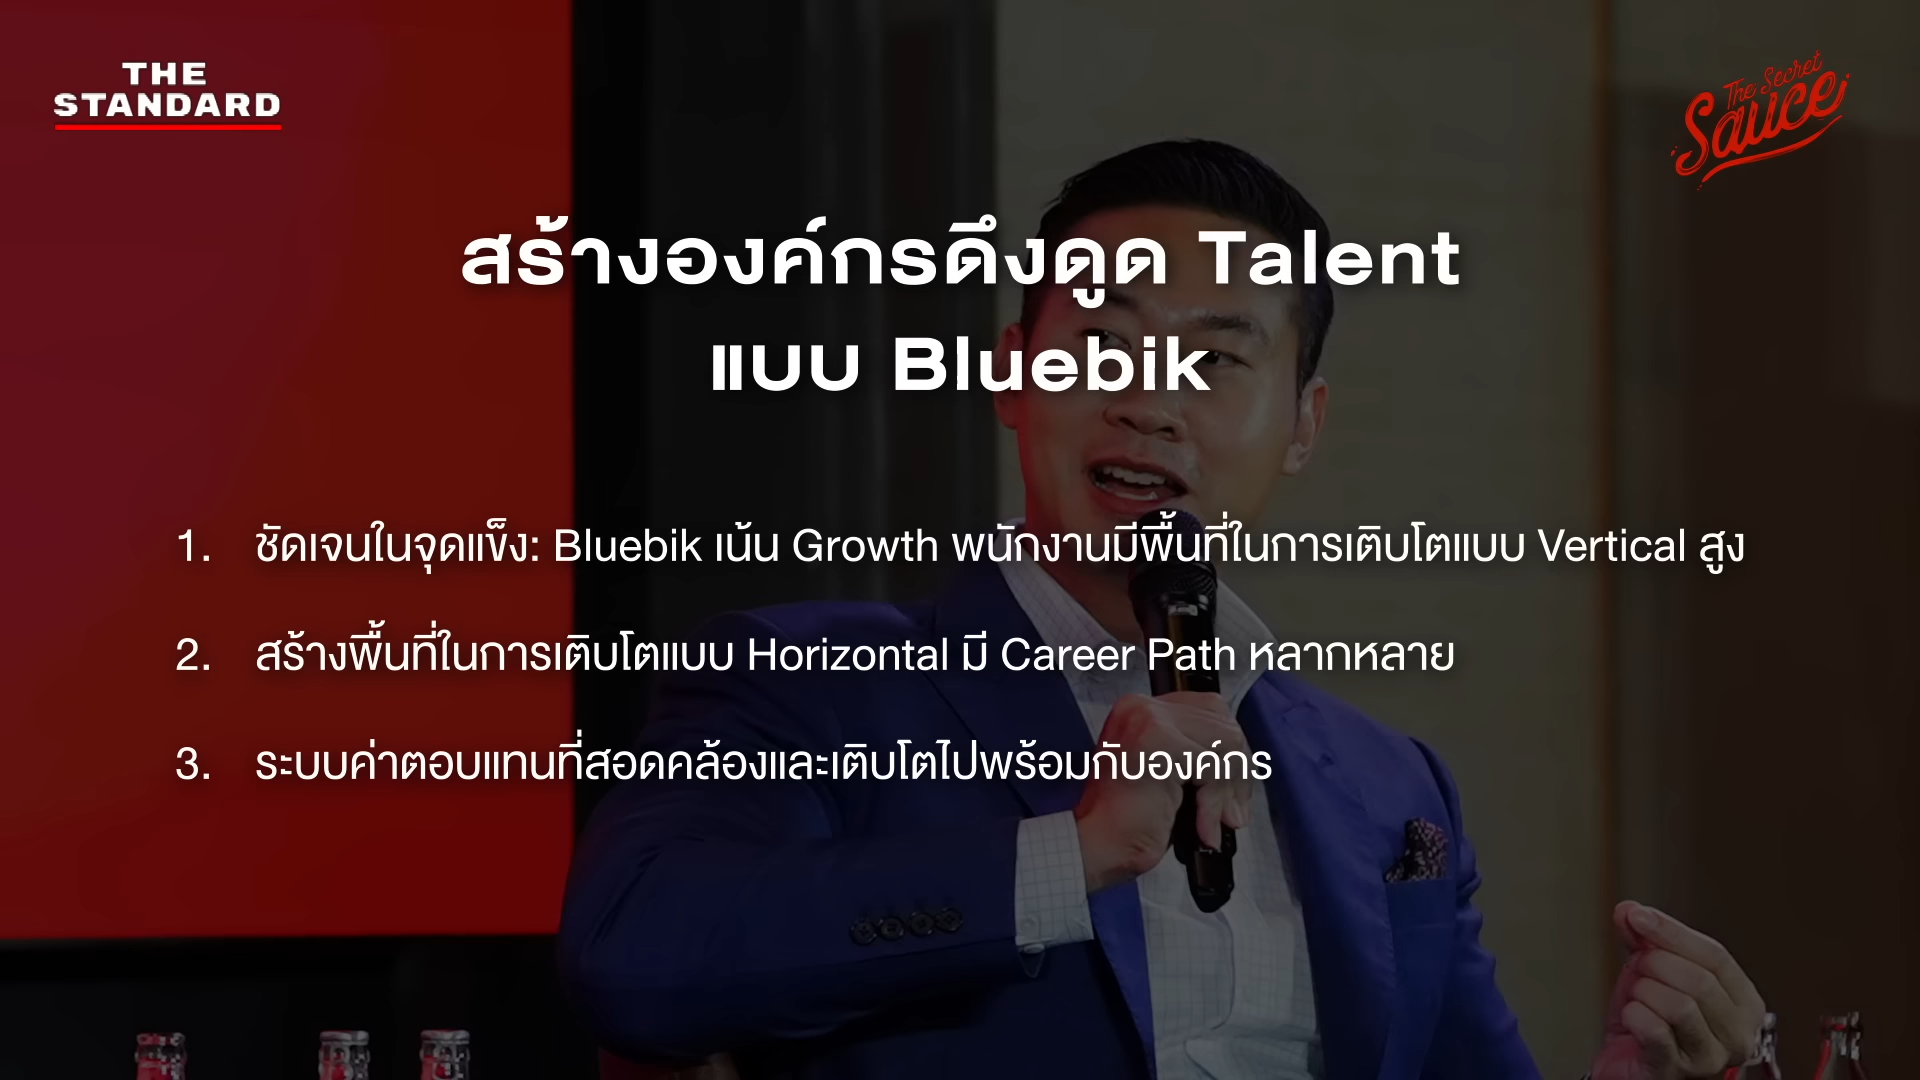 THE
STANDARD
The Secret
Sauce
สร้างองค์กรดึงดูด Talent
แบบ Bluebik
1. ชัดเจนในจุดแข็ง: Bluebik เน้น Growth พนักงานมีพื้นที่ในการเติบโตแบบ Vertical สูง
2. สร้างพื้นที่ในการเติบโตแบบ Horizontal มี Career Path หลากหลาย
3. ระบบค่าตอบแทนที่สอดคล้องและเติบโตไปพร้อมกับองค์กร